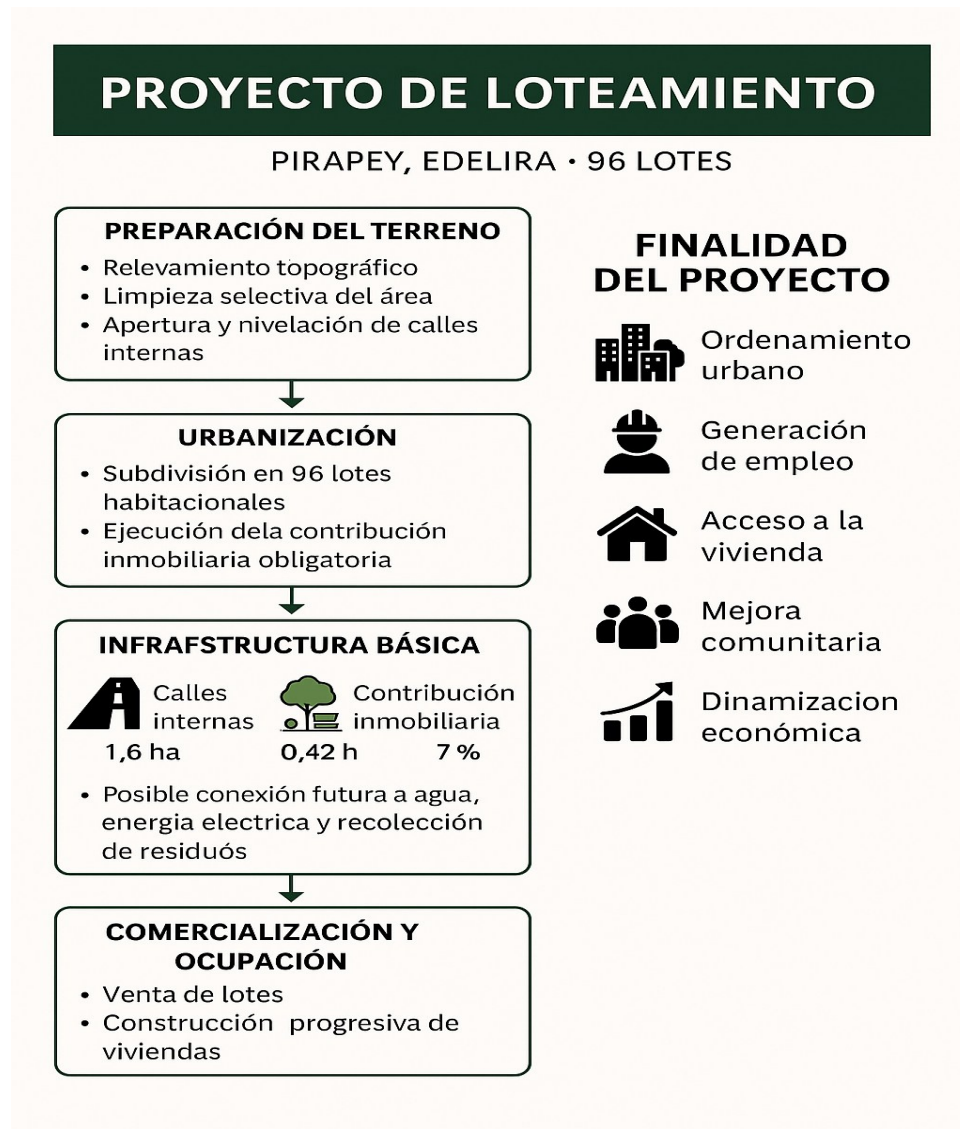 PROYECTO DE LOTEAMIENTO
PIRAPEY, EDELIRA • 96 LOTES
PREPARACIÓN DEL TERRENO
• Relevamiento topográfico
• Limpieza selectiva del área
• Apertura y nivelación de calles
internas
URBANIZACIÓN
• Subdivisión en 96 lotes
habitacionales
• Ejecución dela contribución
inmobiliaria obligatoria
INFRAFSTRUCTURA BÁSICA
Calles
internas
1,6 ha
Contribución
inmobiliaria
0,42 h 7 %
• Posible conexión futura a agua,
energia electrica y recolección
de residuós
COMERCIALIZACIÓN Y
OCUPACIÓN
• Venta de lotes
• Construcción progresiva de
viviendas
FINALIDAD
DEL PROYECTO
Ordenamiento
urbano
Generación
de empleo
Acceso a la
vivienda
Mejora
comunitaria
Dinamizacion
económica